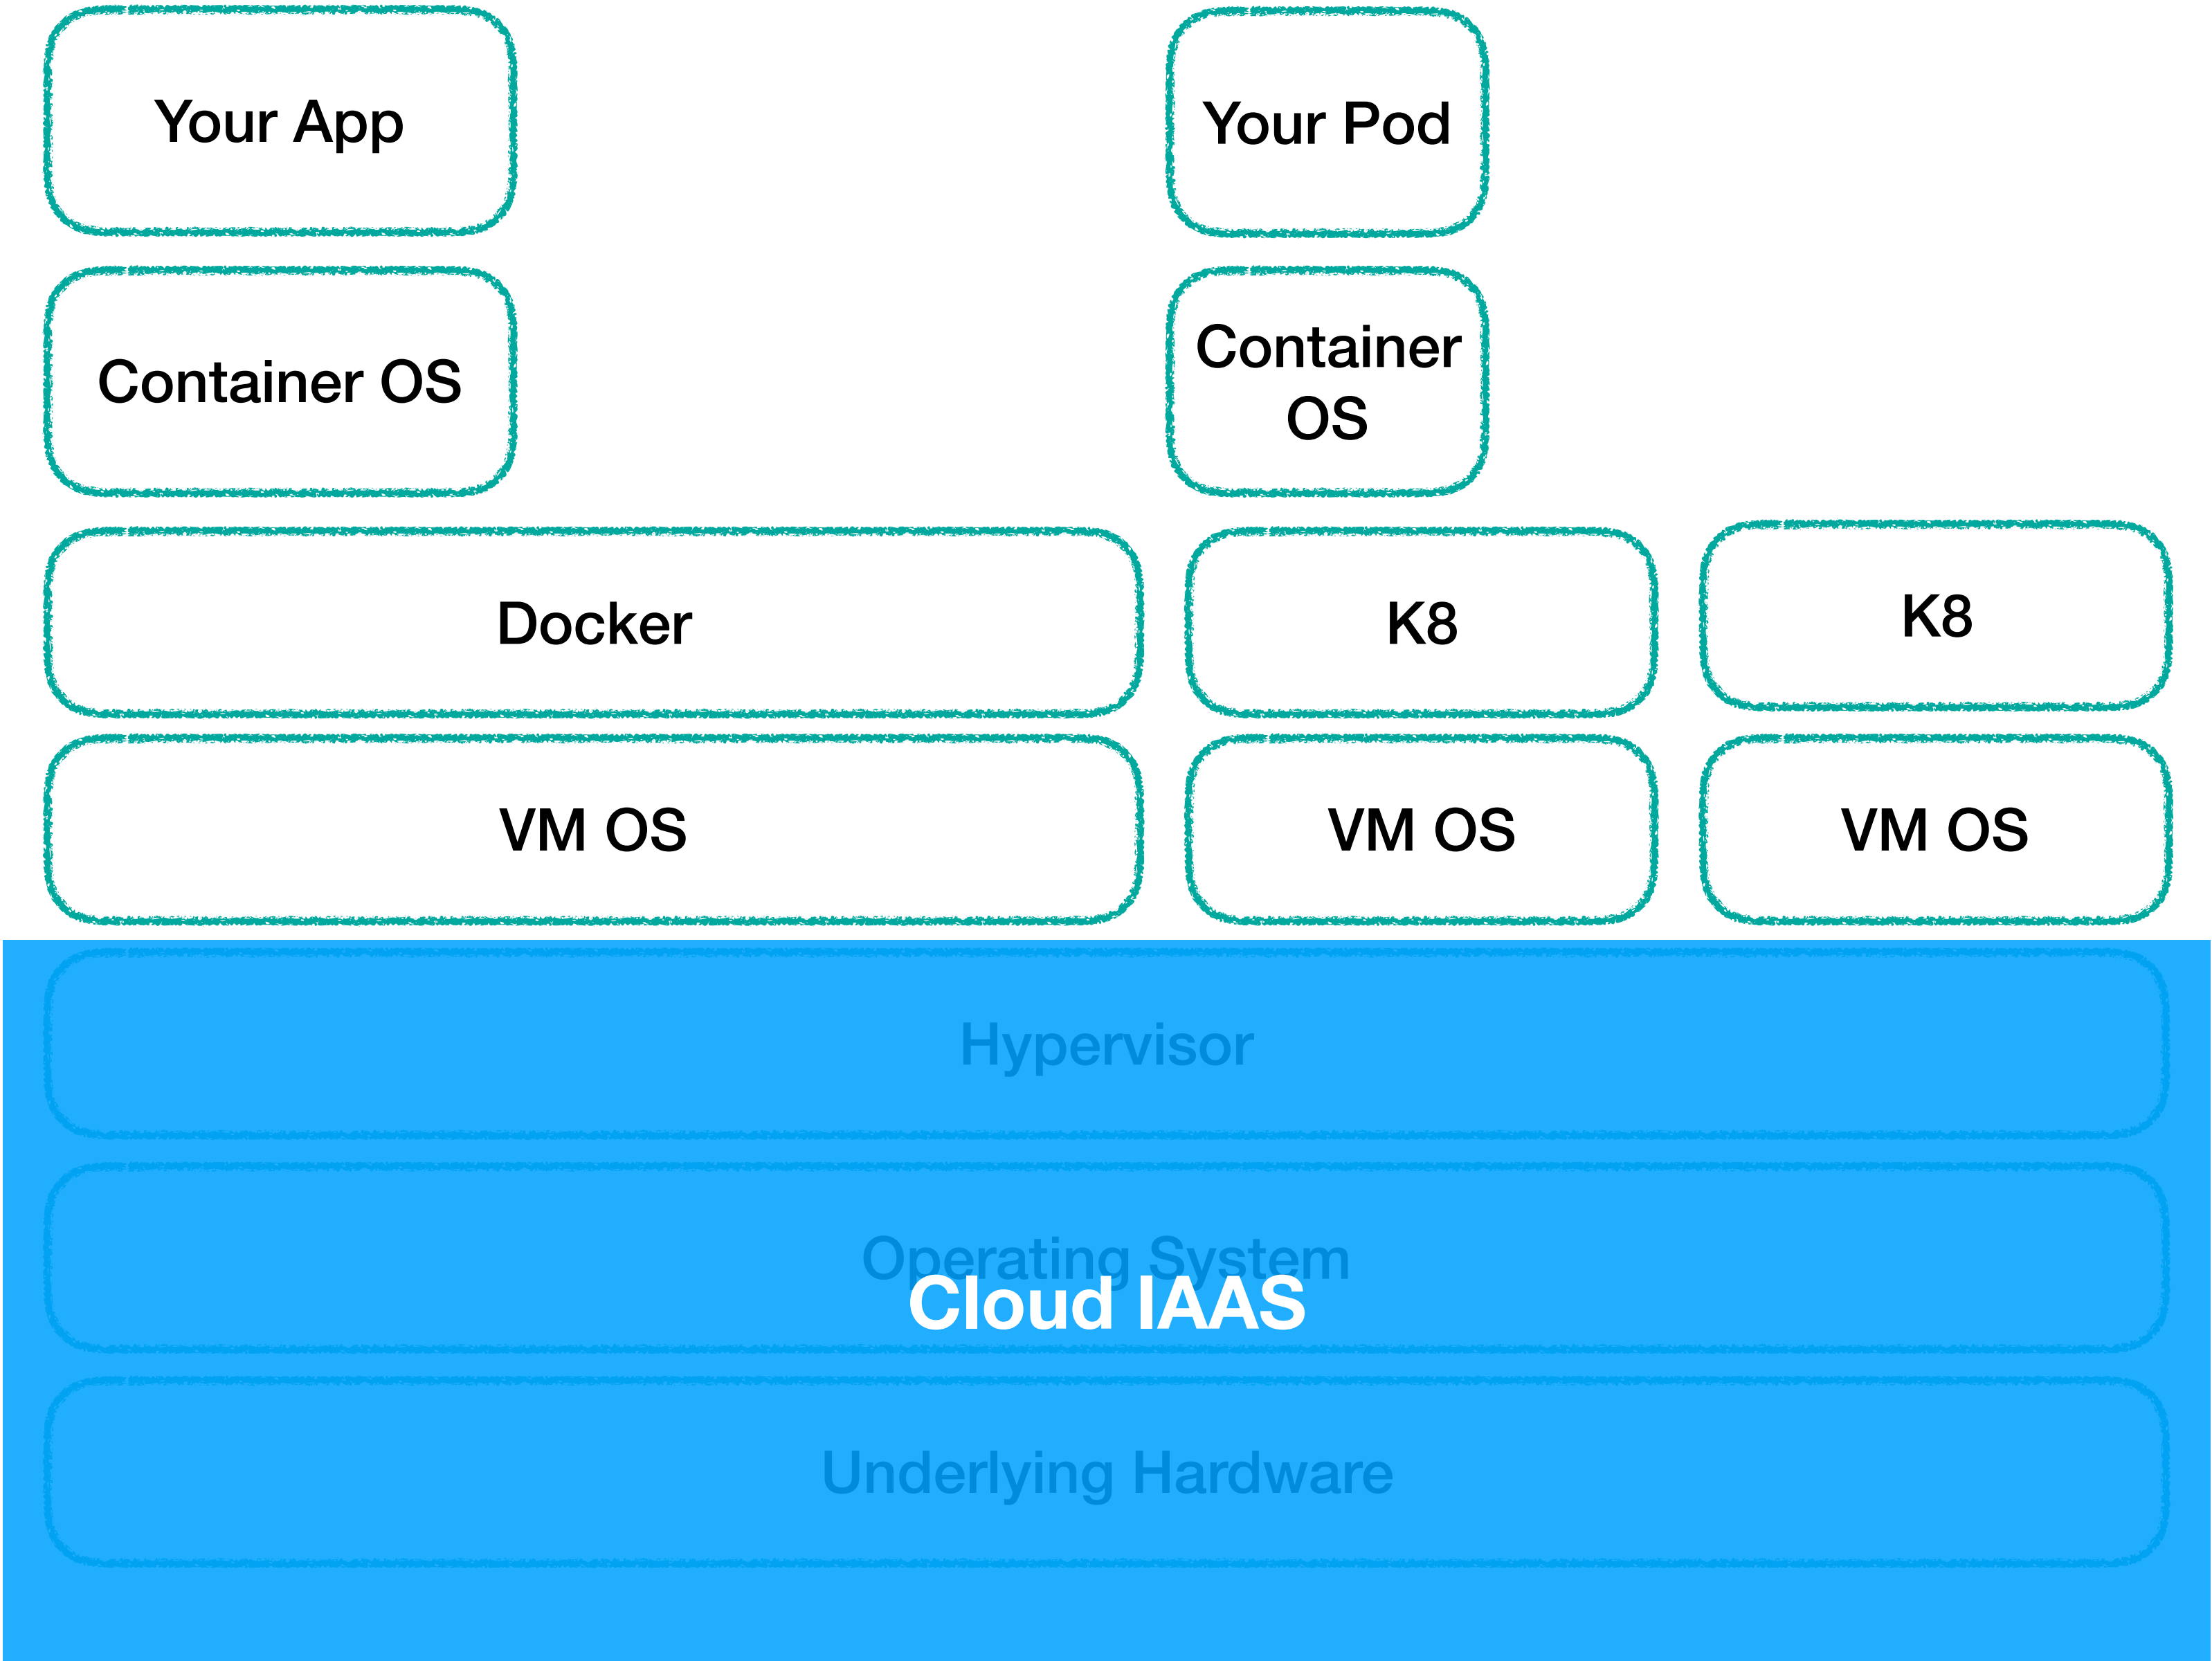 Your App
Your Pod
Container OS
Container
OS
Docker
K8
K8
VM OS
VM OS
VM OS
Hypervisor
Operating System
Cloud IAAS
Underlying Hardware